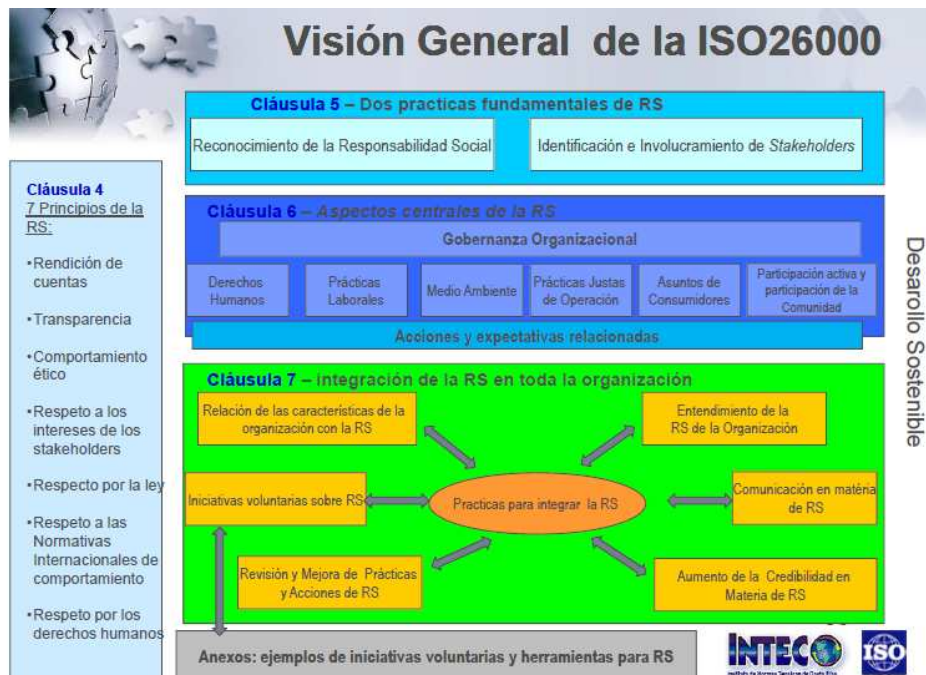 Visión General de la ISO26000
Cláusula 5 – Dos practicas fundamentales de RS
Reconocimiento de la Responsabilidad Social
Identificación e Involucramiento de Stakeholders
Cláusula 4
7 Principios de la
RS:
•Rendición de
cuentas
•Transparencia
•Comportamiento
ético
•Respeto a los
intereses de los
stakeholders
•Respecto por la ley
•Respeto a las
Normativas
Internacionales de
comportamiento
•Respeto por los
derechos humanos
Cláusula 6 – Aspectos centrales de la RS
Gobernanza Organizacional
Derechos
Humanos
Prácticas
Laborales
Medio Ambiente
Prácticas Justas
de Operación
Asuntos de
Consumidores
Participación activa y
participación de la
Comunidad
Acciones y expectativas relacionadas
Cláusula 7 – integración de la RS en toda la organización
Relación de las características de la
organización con la RS
Entendimiento de la
RS de la Organización
Iniciativas voluntarias sobre RS
Practicas para integrar la RS
Comunicación en matéria
de RS
Revisión y Mejora de Prácticas
y Acciones de RS
Aumento de la Credibilidad en
Materia de RS
Anexos: ejemplos de iniciativas voluntarias y herramientas para RS
Desarollo Sostenible
INTECO
Instituto de Normas Técnicas de Costa Rica
ISO